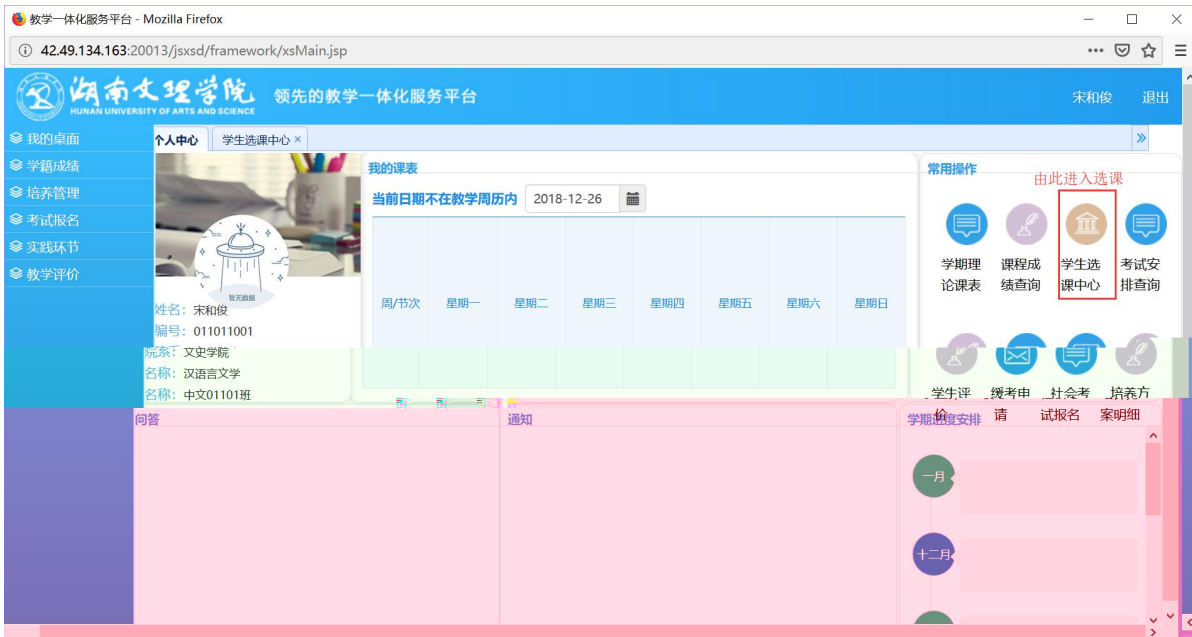 教学一体化服务平台 - Mozilla Firefox
42.49.134.163:20013/jsxsd/framework/xsMain.jsp
湖南文理学院
HUNAN UNIVERSITY OF ARTS AND SCIENCE
领先的教学一体化服务平台
宋和俊 退出
我的桌面
学籍成绩
培养管理
考试报名
实践环节
教学评价
个人中心 学生选课中心 ×
暂无数据
姓名: 宋和俊
编号: 011011001
院系: 文史学院
名称: 汉语言文学
名称: 中文01101班
我的课表
当前日期不在教学周历内 2018-12-26
周/节次 星期一 星期二 星期三 星期四 星期五 星期六 星期日
常用操作
由此进入选课
学期理论课表
课程成绩查询
学生选课中心
考试安排查询
学生评价
缓考申请
社会考试报名
培养方案明细
问答
通知
学期进度安排
一月
十二月